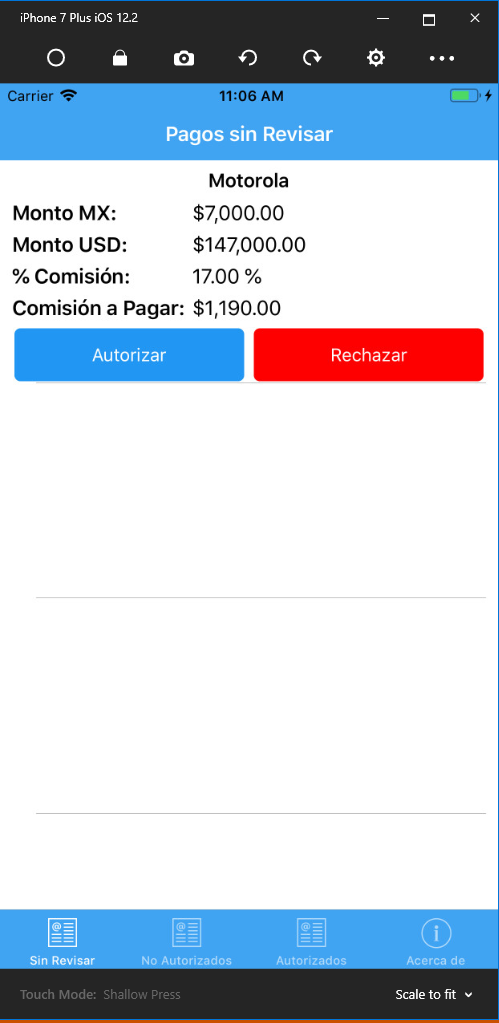 iPhone 7 Plus iOS 12.2
Carrier 11:06 AM
Pagos sin Revisar
Motorola
Monto MX: $7,000.00
Monto USD: $147,000.00
% Comisión: 17.00 %
Comisión a Pagar: $1,190.00
Autorizar Rechazar
Sin Revisar No Autorizados Autorizados Acerca de
Touch Mode: Shallow Press Scale to fit